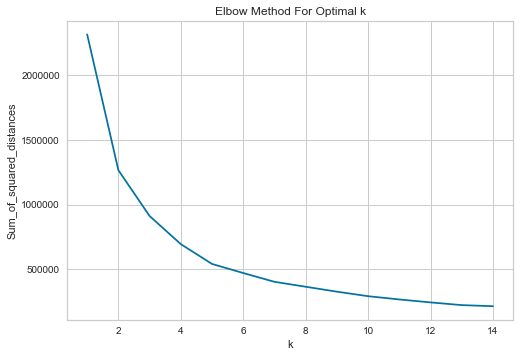 Elbow Method For Optimal k
Sum_of_squared_distances
2000000
1500000
1000000
500000
2 4 6 8 10 12 14
k